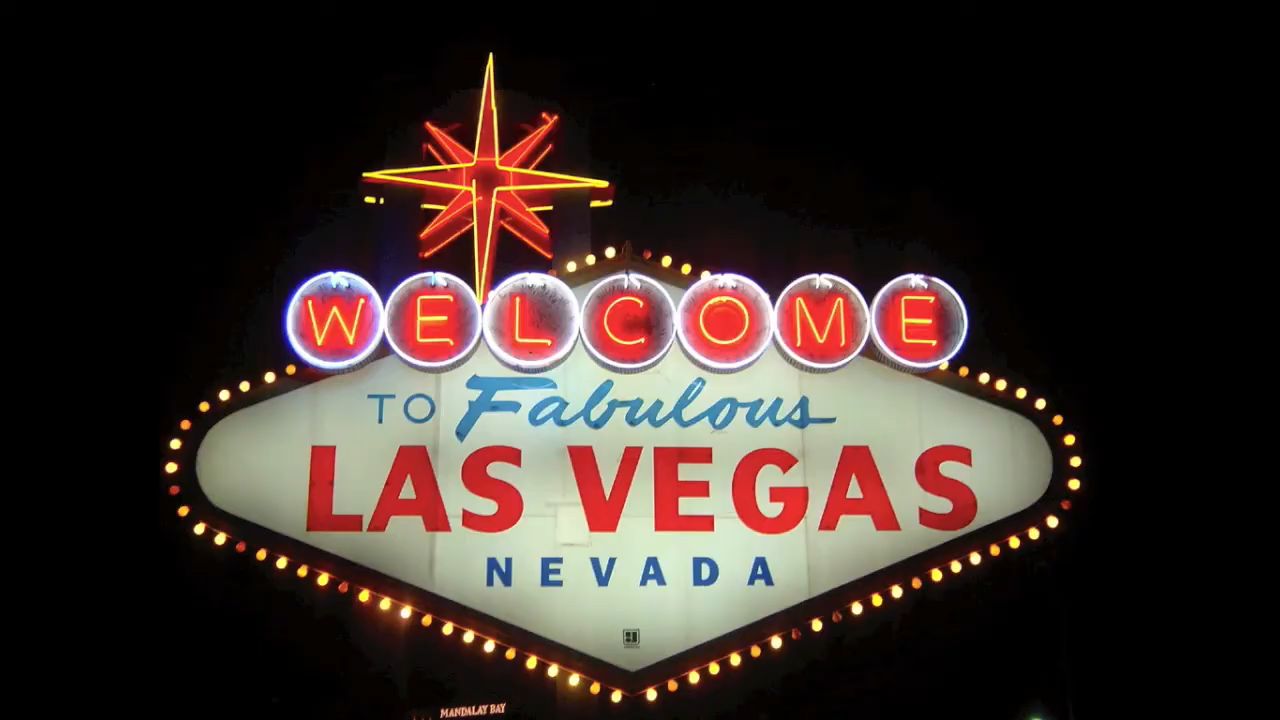 WELCOME
TO Fabulous
LAS VEGAS
NEVADA
MANDALAY BAY